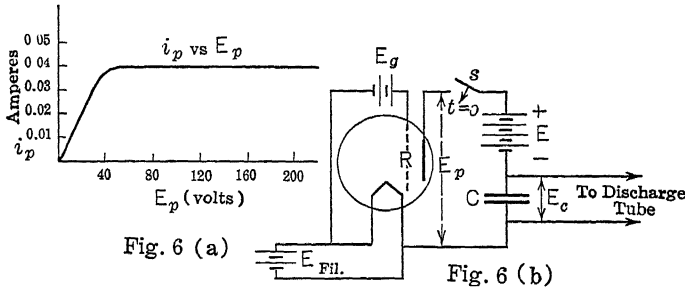 Amperes
i_p
0.05
0.04
0.03
0.02
0.01
i_p vs E_p
40
80
120
160
200
E_p (volts)
Fig. 6 (a)
E_g
R
E_p
S
t=0
+
E
−
C
E_c
To Discharge
Tube
E Fil.
Fig. 6 (b)